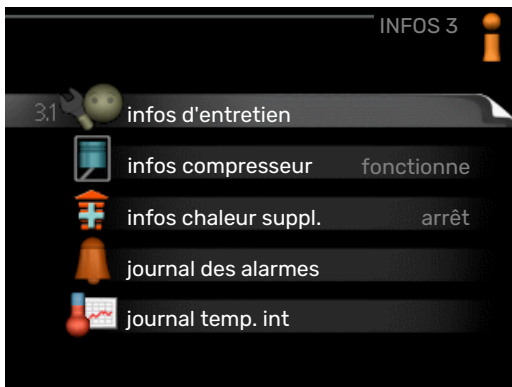 INFOS 3
3.1 infos d'entretien
infos compresseur fonctionne
infos chaleur suppl. arrêt
journal des alarmes
journal temp. int